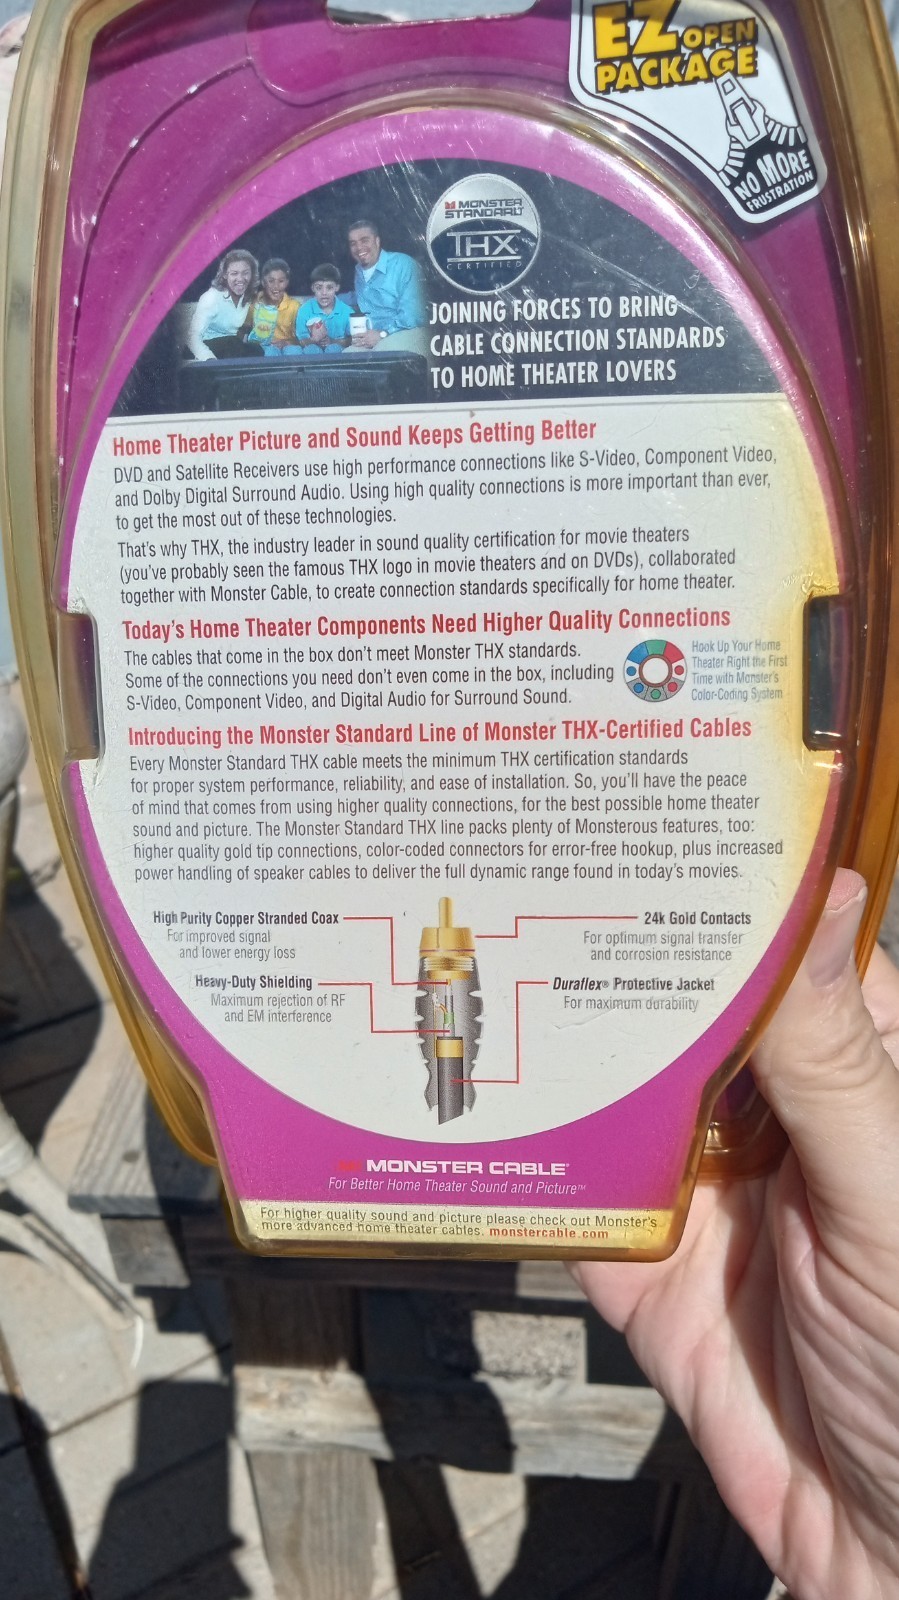 EZ OPEN
PACKAGE
NO MORE
FRUSTRATION
MONSTER
STANDARD
THX
CERTIFIED
JOINING FORCES TO BRING
CABLE CONNECTION STANDARDS
TO HOME THEATER LOVERS
Home Theater Picture and Sound Keeps Getting Better
DVD and Satellite Receivers use high performance connections like S-Video, Component Video,
and Dolby Digital Surround Audio. Using high quality connections is more important than ever,
to get the most out of these technologies.
That's why THX, the industry leader in sound quality certification for movie theaters
(you've probably seen the famous THX logo in movie theaters and on DVDs), collaborated
together with Monster Cable, to create connection standards specifically for home theater.
Today's Home Theater Components Need Higher Quality Connections
The cables that come in the box don't meet Monster THX standards.
Some of the connections you need don't even come in the box, including
S-Video, Component Video, and Digital Audio for Surround Sound.
Hook Up Your Home
Theater Right the First
Time with Monster's
Color-Coding System
Introducing the Monster Standard Line of Monster THX-Certified Cables
Every Monster Standard THX cable meets the minimum THX certification standards
for proper system performance, reliability, and ease of installation. So, you'll have the peace
of mind that comes from using higher quality connections, for the best possible home theater
sound and picture. The Monster Standard THX line packs plenty of Monsterous features, too:
higher quality gold tip connections, color-coded connectors for error-free hookup, plus increased
power handling of speaker cables to deliver the full dynamic range found in today's movies.
High Purity Copper Stranded Coax
For improved signal
and lower energy loss
Heavy-Duty Shielding
Maximum rejection of RF
and EM interference
24k Gold Contacts
For optimum signal transfer
and corrosion resistance
Duraflex® Protective Jacket
For maximum durability
MONSTER CABLE®
For Better Home Theater Sound and Picture™
For higher quality sound and picture please check out Monster's
more advanced home theater cables. monstercable.com